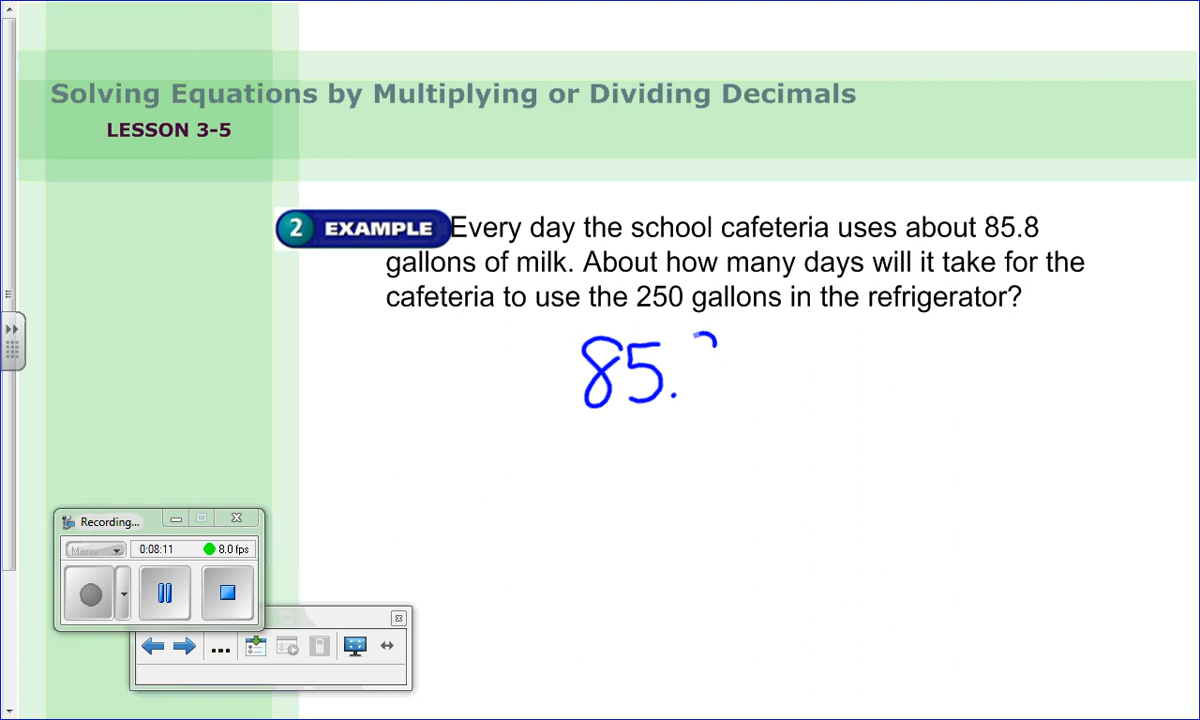 Solving Equations by Multiplying or Dividing Decimals
LESSON 3-5
2 EXAMPLE Every day the school cafeteria uses about 85.8
gallons of milk. About how many days will it take for the
cafeteria to use the 250 gallons in the refrigerator?
85.
Recording...
Menu 0:08:11 8.0 fps